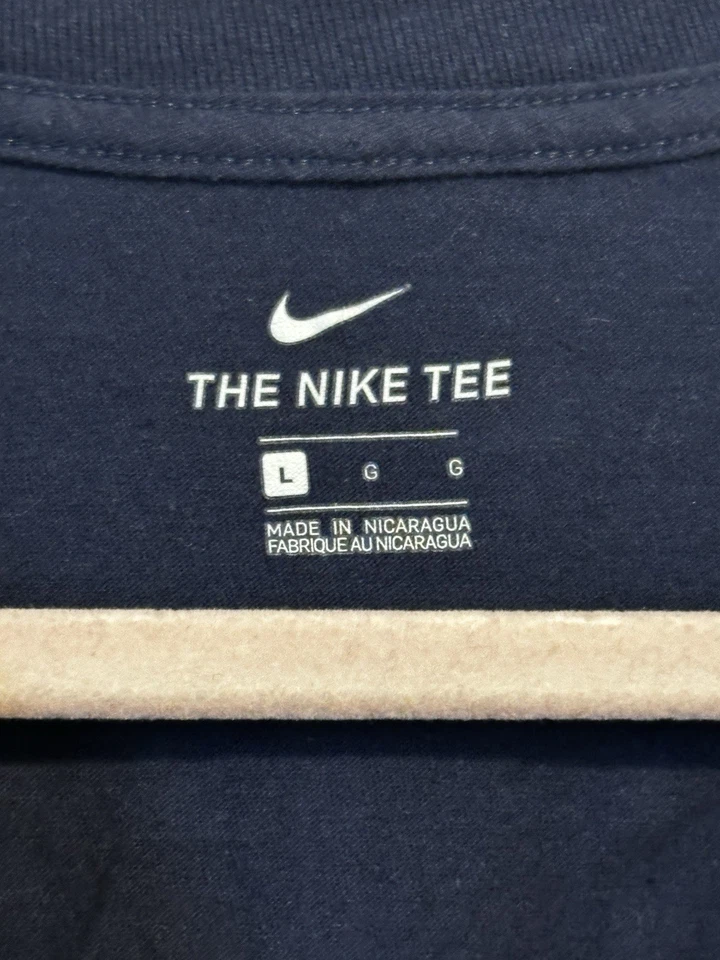 THE NIKE TEE
L G G
MADE IN NICARAGUA
FABRIQUE AU NICARAGUA